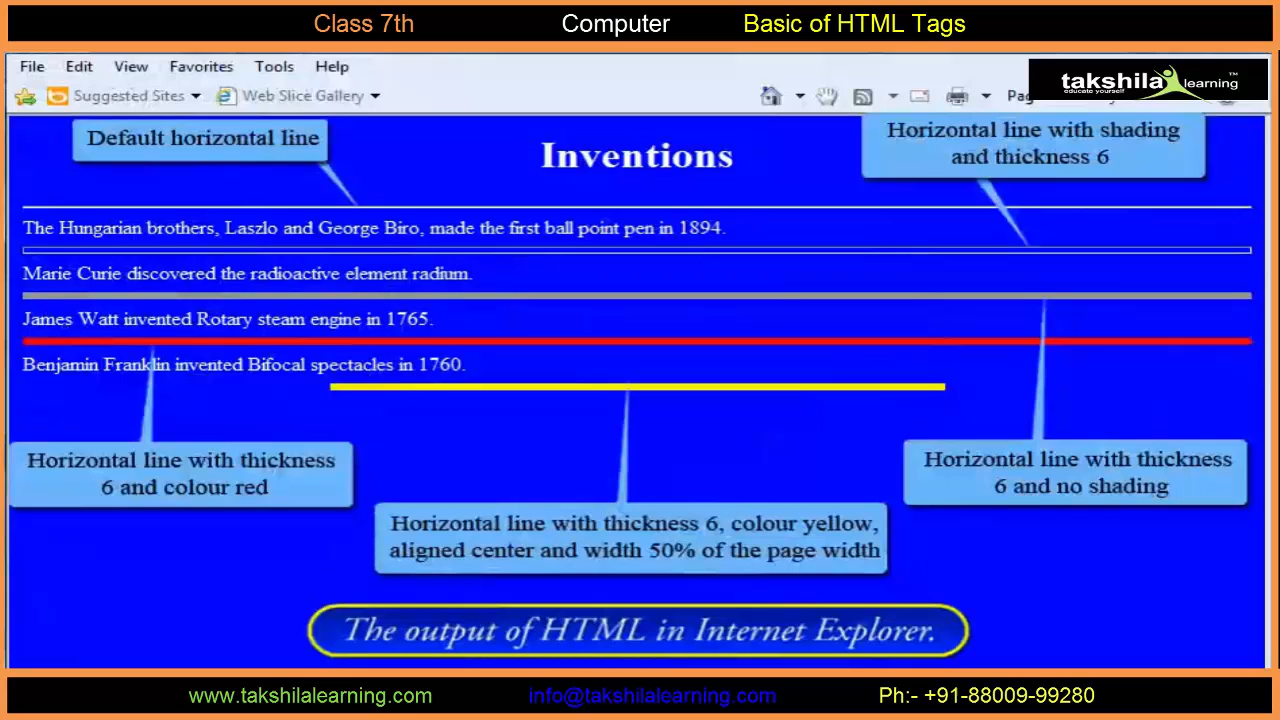 Class 7th Computer Basic of HTML Tags
File Edit View Favorites Tools Help
takshila learning ™
educate yourself
Suggested Sites Web Slice Gallery
Default horizontal line
Horizontal line with shading
and thickness 6
Inventions
The Hungarian brothers, Laszlo and George Biro, made the first ball point pen in 1894.
Marie Curie discovered the radioactive element radium.
James Watt invented Rotary steam engine in 1765.
Benjamin Franklin invented Bifocal spectacles in 1760.
Horizontal line with thickness
6 and colour red
Horizontal line with thickness
6 and no shading
Horizontal line with thickness 6, colour yellow,
aligned center and width 50% of the page width
The output of HTML in Internet Explorer.
www.takshilalearning.com info@takshilalearning.com Ph:- +91-88009-99280